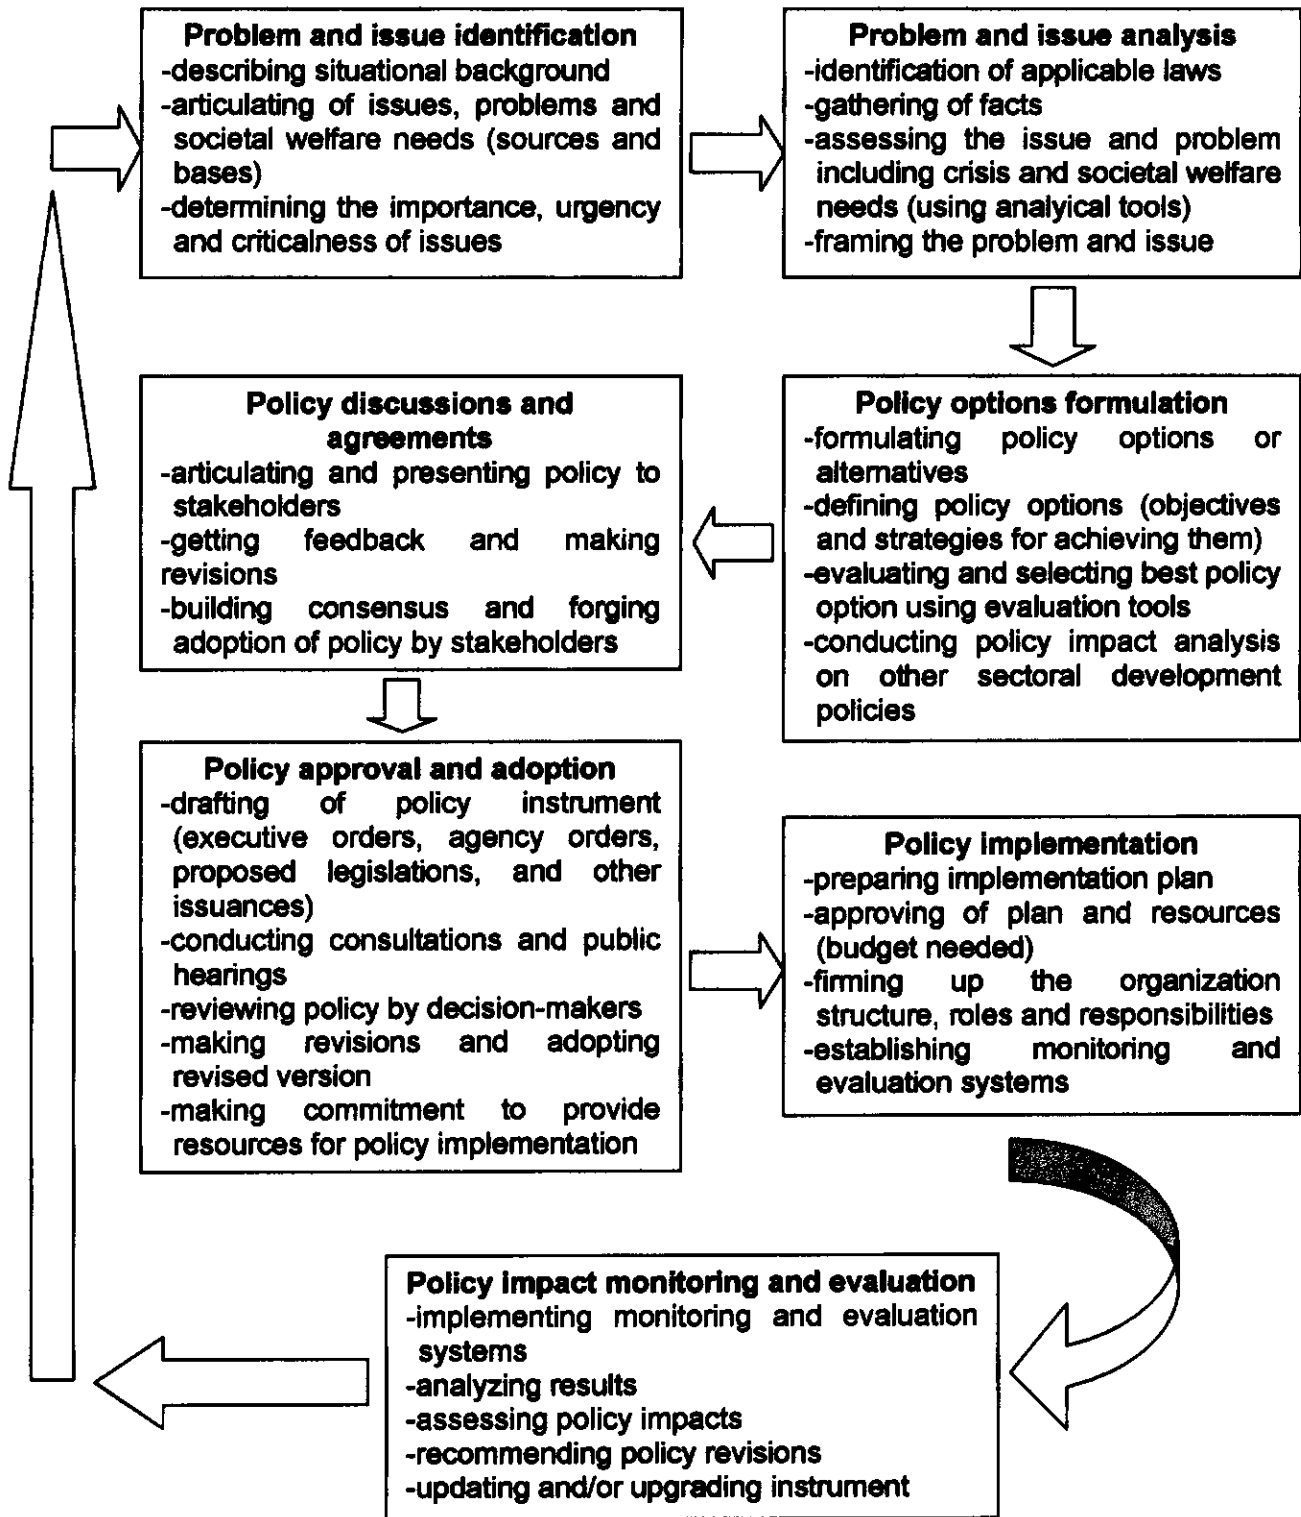 Problem and issue identification
-describing situational background
-articulating of issues, problems and
societal welfare needs (sources and
bases)
-determining the importance, urgency
and criticalness of issues
Problem and issue analysis
-identification of applicable laws
-gathering of facts
-assessing the issue and problem
including crisis and societal welfare
needs (using analyical tools)
-framing the problem and issue
Policy options formulation
-formulating policy options or
alternatives
-defining policy options (objectives
and strategies for achieving them)
-evaluating and selecting best policy
option using evaluation tools
-conducting policy impact analysis
on other sectoral development
policies
Policy discussions and
agreements
-articulating and presenting policy to
stakeholders
-getting feedback and making
revisions
-building consensus and forging
adoption of policy by stakeholders
Policy approval and adoption
-drafting of policy instrument
(executive orders, agency orders,
proposed legislations, and other
issuances)
-conducting consultations and public
hearings
-reviewing policy by decision-makers
-making revisions and adopting
revised version
-making commitment to provide
resources for policy implementation
Policy implementation
-preparing implementation plan
-approving of plan and resources
(budget needed)
-firming up the organization
structure, roles and responsibilities
-establishing monitoring and
evaluation systems
Policy impact monitoring and evaluation
-implementing monitoring and evaluation
systems
-analyzing results
-assessing policy impacts
-recommending policy revisions
-updating and/or upgrading instrument